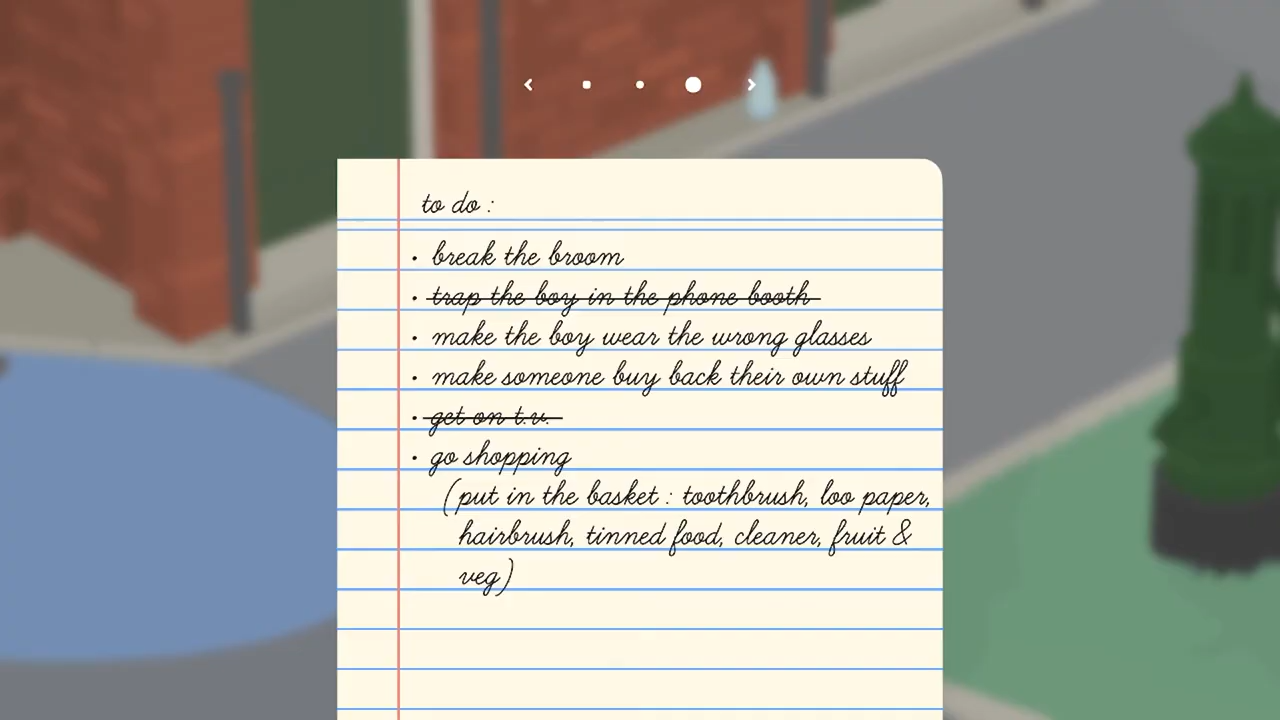 to do :
• break the broom
• trap the boy in the phone booth
• make the boy wear the wrong glasses
• make someone buy back their own stuff
• get on t.v.
• go shopping
(put in the basket : toothbrush, loo paper,
hairbrush, tinned food, cleaner, fruit &
veg)